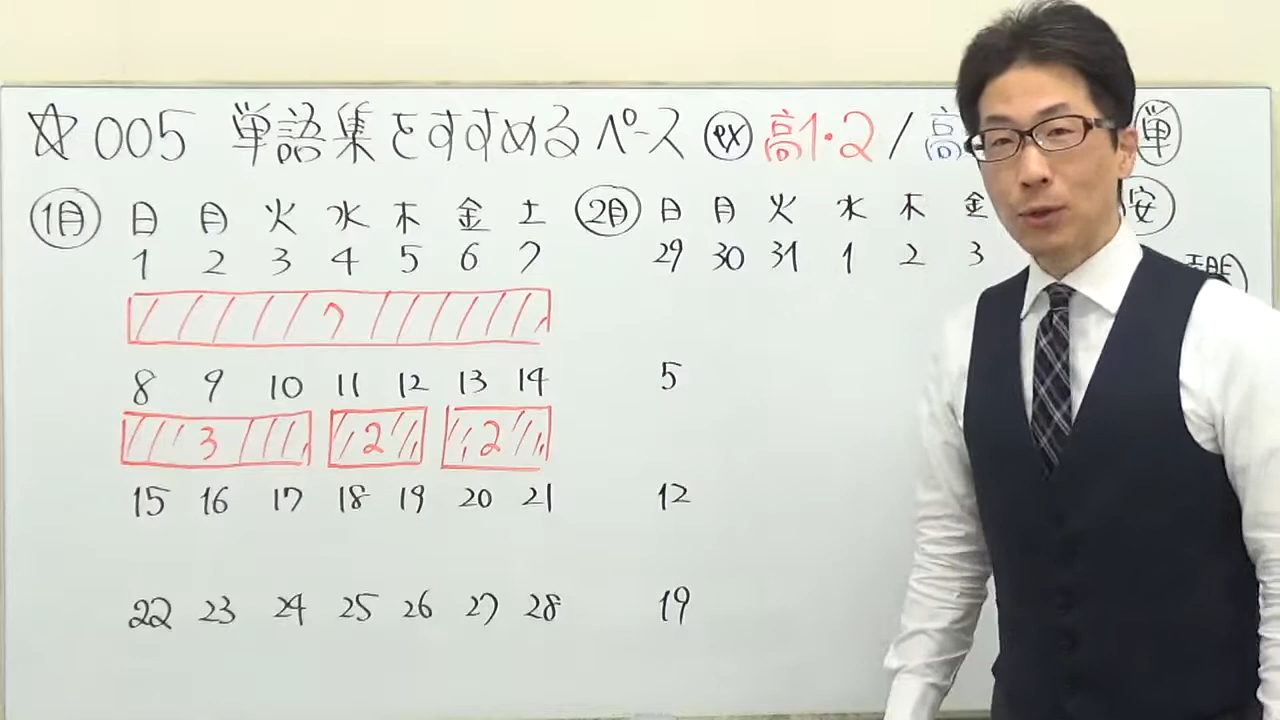 ☆005 単語集をすすめるペース ex 高1・2 / 高 単
1月 日 月 火 水 木 金 土
1 2 3 4 5 6 7
7
8 9 10 11 12 13 14
3 2 2
15 16 17 18 19 20 21
22 23 24 25 26 27 28
2月 日 月 火 水 木 金
29 30 31 1 2 3
5
12
19
安